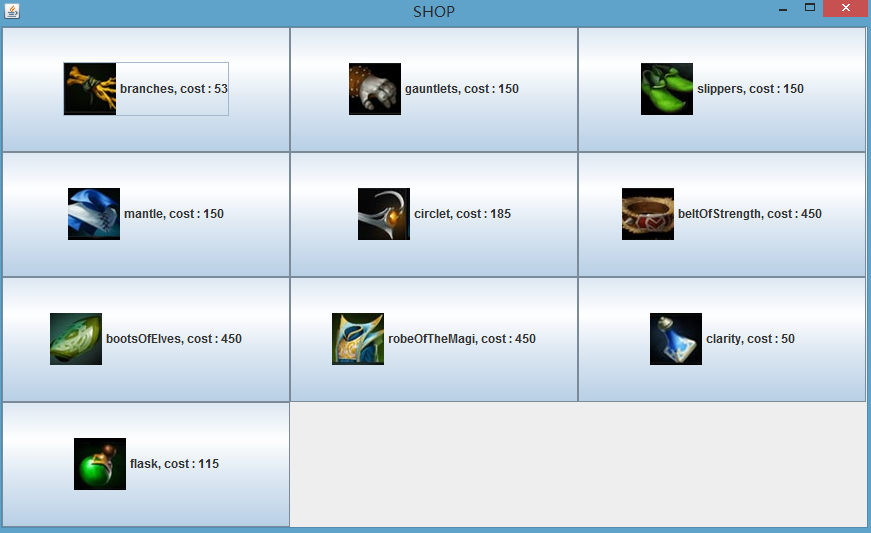 SHOP
branches, cost : 53
gauntlets, cost : 150
slippers, cost : 150
mantle, cost : 150
circlet, cost : 185
beltOfStrength, cost : 450
bootsOfElves, cost : 450
robeOfTheMagi, cost : 450
clarity, cost : 50
flask, cost : 115